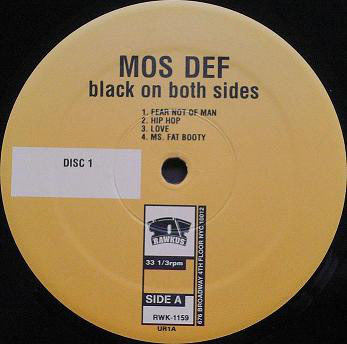 MOS DEF
black on both sides
1. FEAR NOT OF MAN
2. HIP HOP
3. LOVE
4. MS. FAT BOOTY
DISC 1
RAWKUS
33 1/3rpm
SIDE A
RWK-1159
UR1A
676 BROADWAY 4TH FLOOR NYC 10012